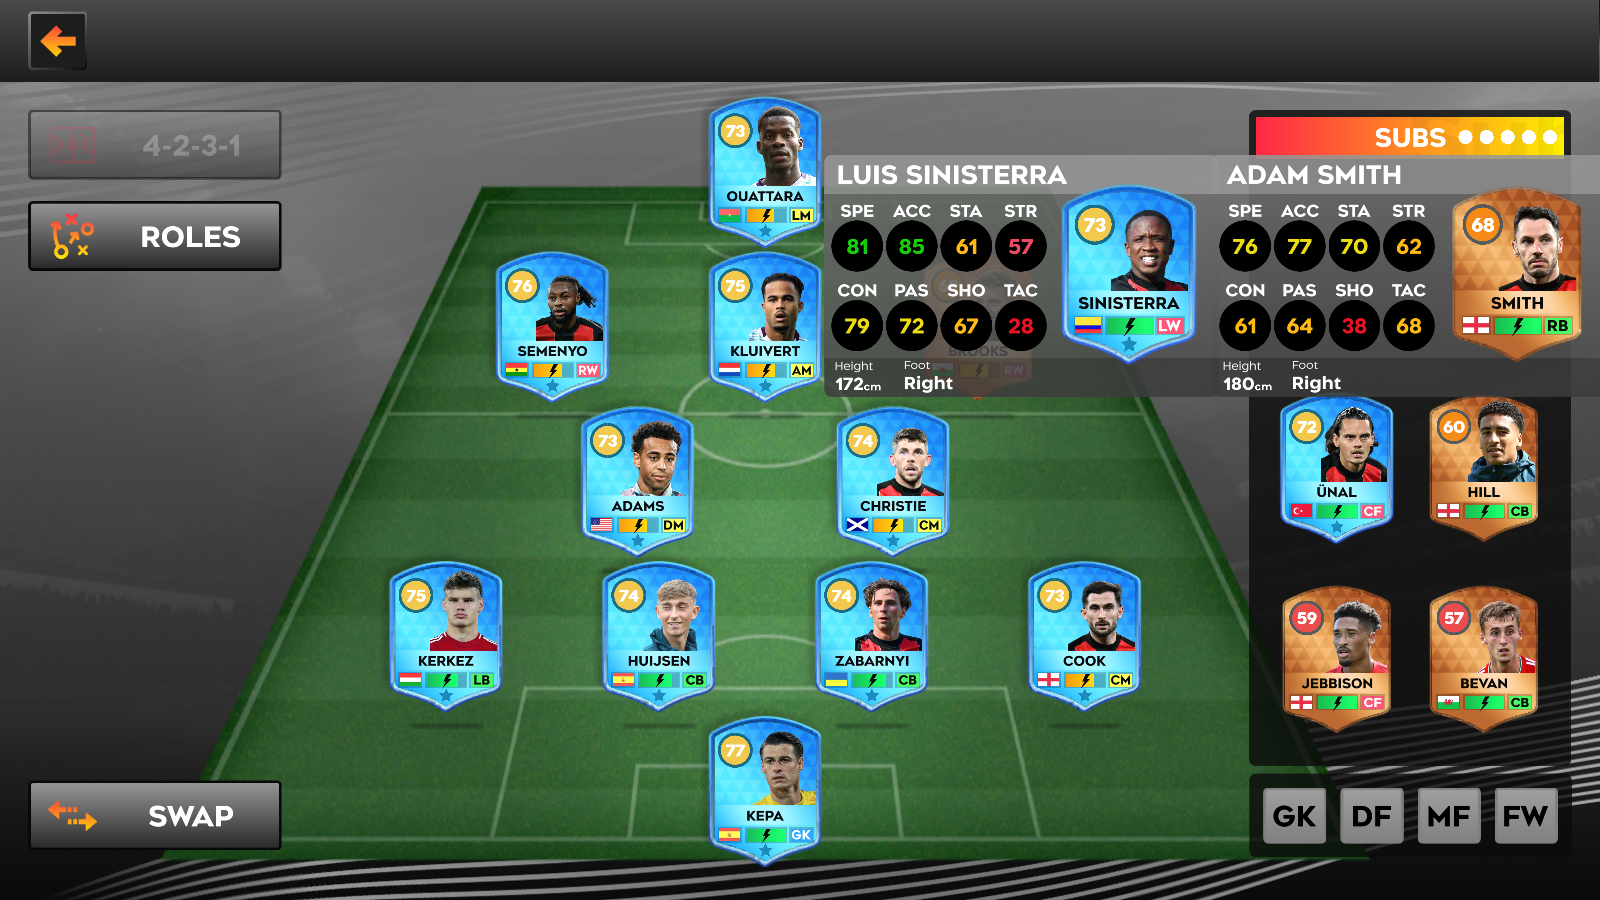 4-2-3-1
ROLES
SWAP
73
OUATTARA
LM
76
SEMENYO
RW
75
KLUIVERT
AM
BROOKS
RW
73
ADAMS
DM
74
CHRISTIE
CM
75
KERKEZ
LB
74
HUIJSEN
CB
74
ZABARNYI
CB
73
COOK
CM
77
KEPA
GK
SUBS
LUIS SINISTERRA
SPE ACC STA STR
81 85 61 57
CON PAS SHO TAC
79 72 67 28
Height Foot
172cm Right
73
SINISTERRA
LW
ADAM SMITH
SPE ACC STA STR
76 77 70 62
CON PAS SHO TAC
61 64 38 68
Height Foot
180cm Right
68
SMITH
RB
72
ÜNAL
CF
60
HILL
CB
59
JEBBISON
CF
57
BEVAN
CB
GK DF MF FW